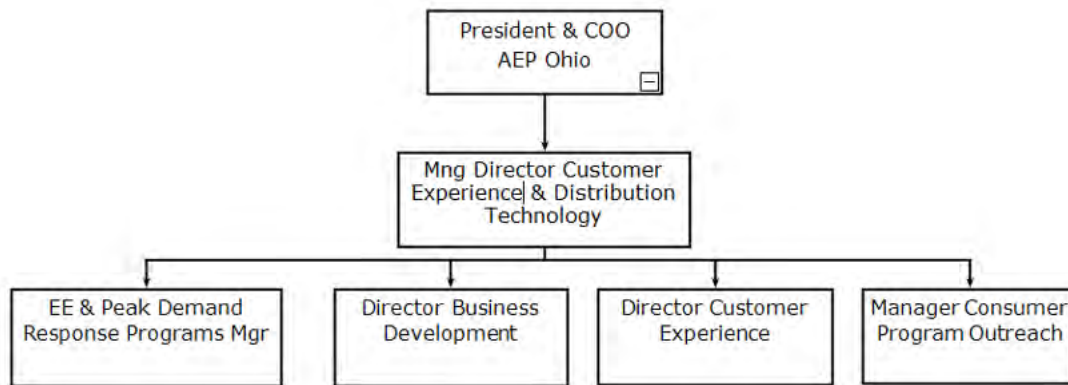 President & COO
AEP Ohio
Mng Director Customer
Experience & Distribution
Technology
EE & Peak Demand
Response Programs Mgr
Director Business
Development
Director Customer
Experience
Manager Consumer
Program Outreach